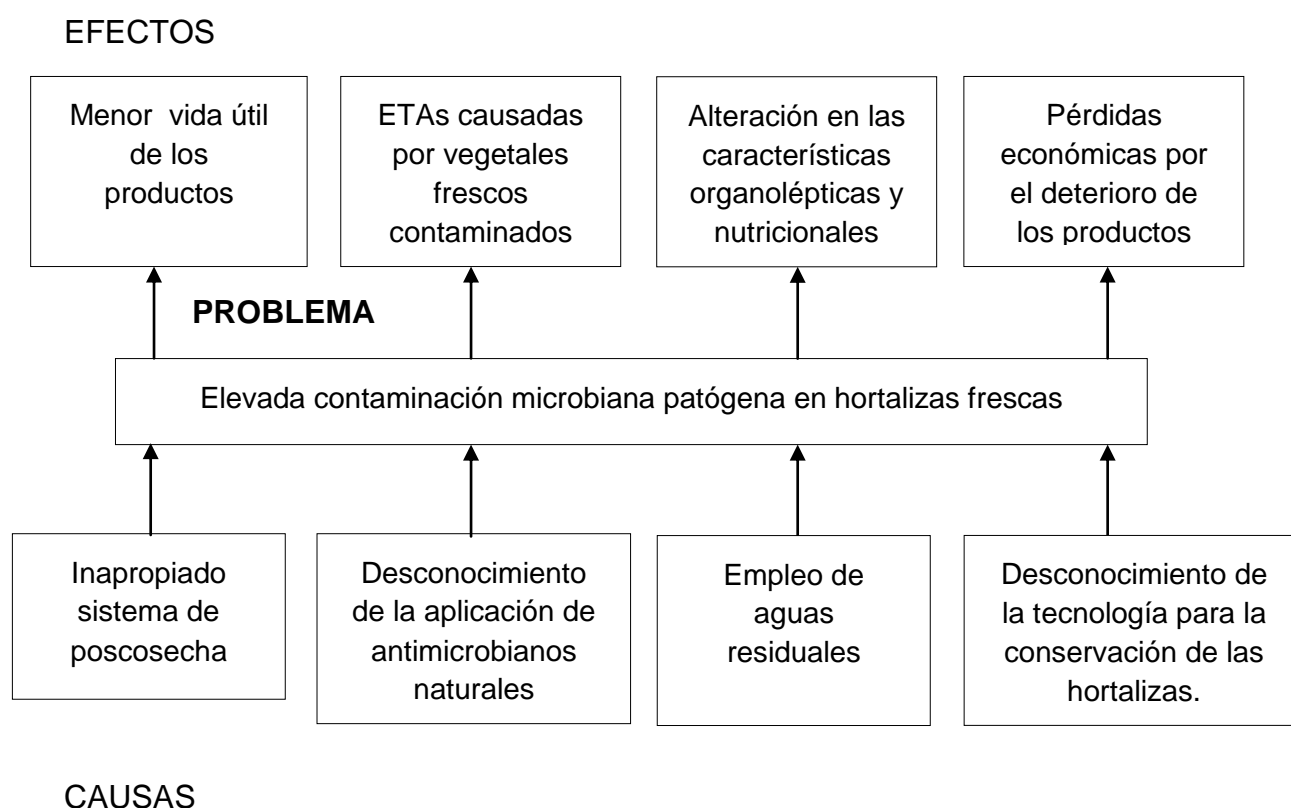 EFECTOS
Menor vida útil
de los
productos
ETAs causadas
por vegetales
frescos
contaminados
Alteración en las
características
organolépticas y
nutricionales
Pérdidas
económicas por
el deterioro de
los productos
PROBLEMA
Elevada contaminación microbiana patógena en hortalizas frescas
Inapropiado
sistema de
poscosecha
Desconocimiento
de la aplicación de
antimicrobianos
naturales
Empleo de
aguas
residuales
Desconocimiento de
la tecnología para la
conservación de las
hortalizas.
CAUSAS